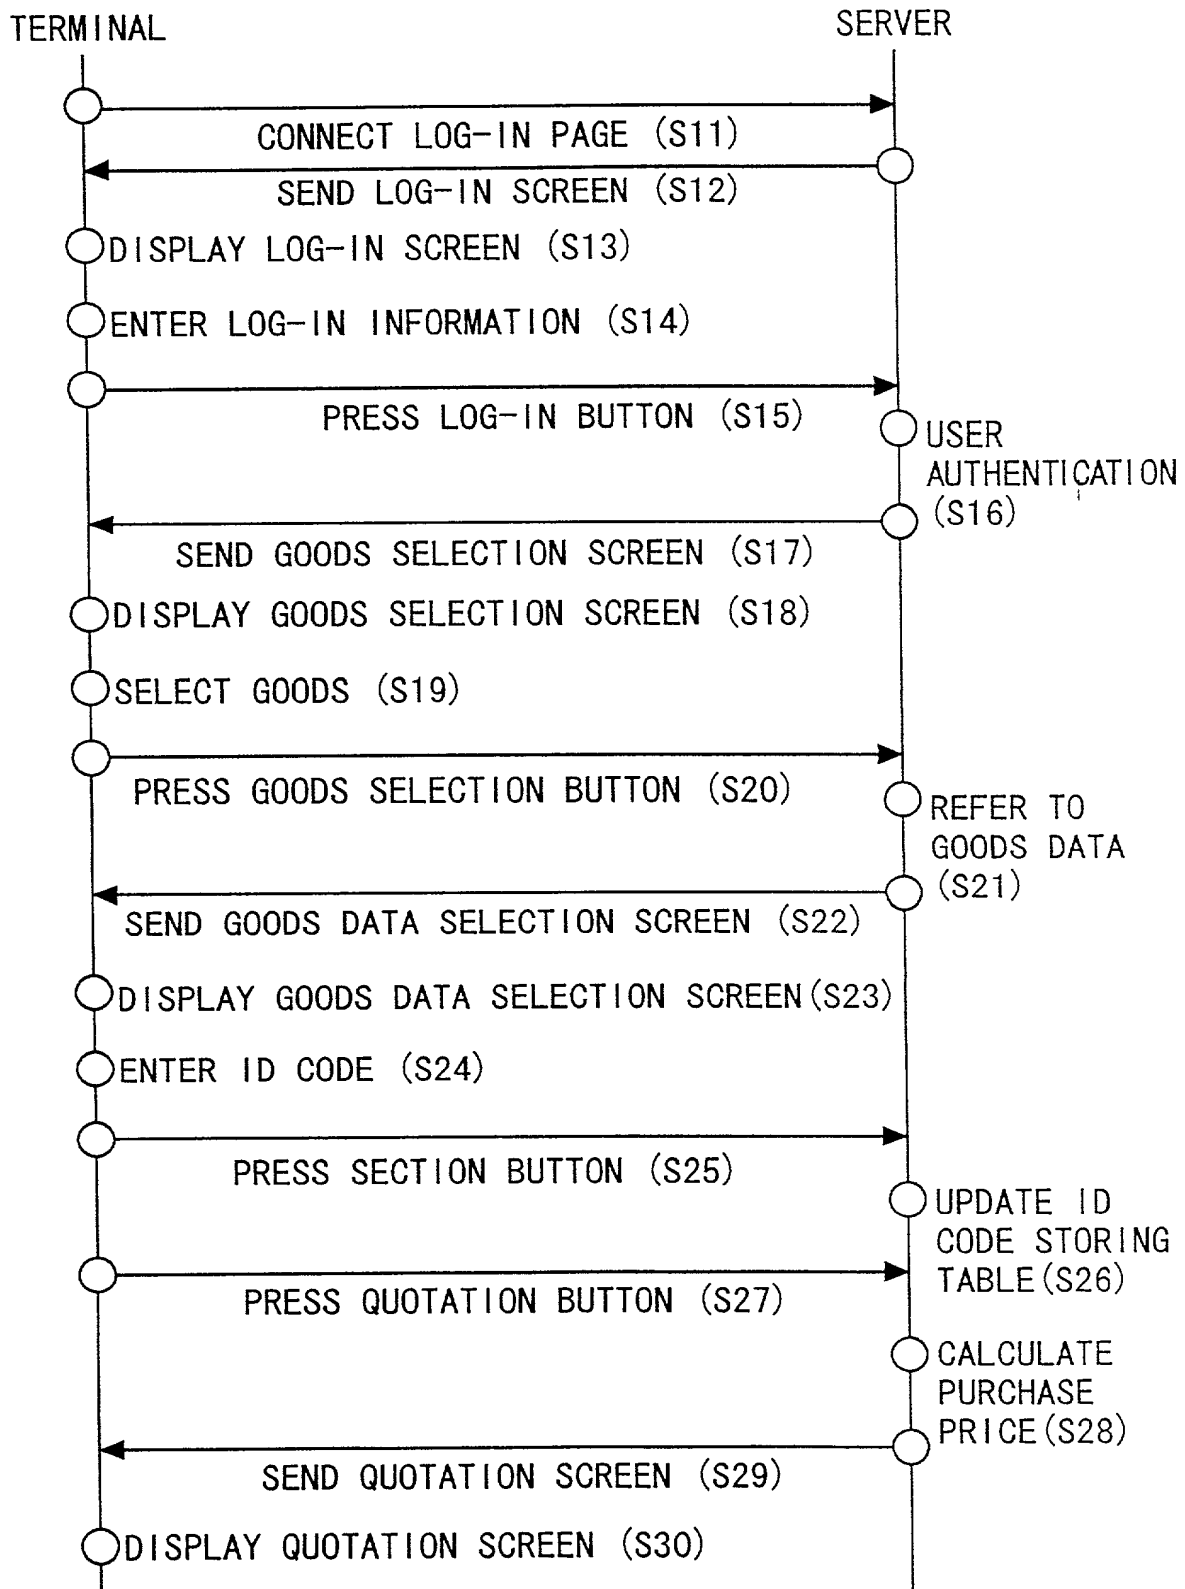 TERMINAL
SERVER
CONNECT LOG-IN PAGE (S11)
SEND LOG-IN SCREEN (S12)
DISPLAY LOG-IN SCREEN (S13)
ENTER LOG-IN INFORMATION (S14)
PRESS LOG-IN BUTTON (S15)
USER
AUTHENTICATION
(S16)
SEND GOODS SELECTION SCREEN (S17)
DISPLAY GOODS SELECTION SCREEN (S18)
SELECT GOODS (S19)
PRESS GOODS SELECTION BUTTON (S20)
REFER TO
GOODS DATA
(S21)
SEND GOODS DATA SELECTION SCREEN (S22)
DISPLAY GOODS DATA SELECTION SCREEN(S23)
ENTER ID CODE (S24)
PRESS SECTION BUTTON (S25)
UPDATE ID
CODE STORING
TABLE(S26)
PRESS QUOTATION BUTTON (S27)
CALCULATE
PURCHASE
PRICE(S28)
SEND QUOTATION SCREEN (S29)
DISPLAY QUOTATION SCREEN (S30)